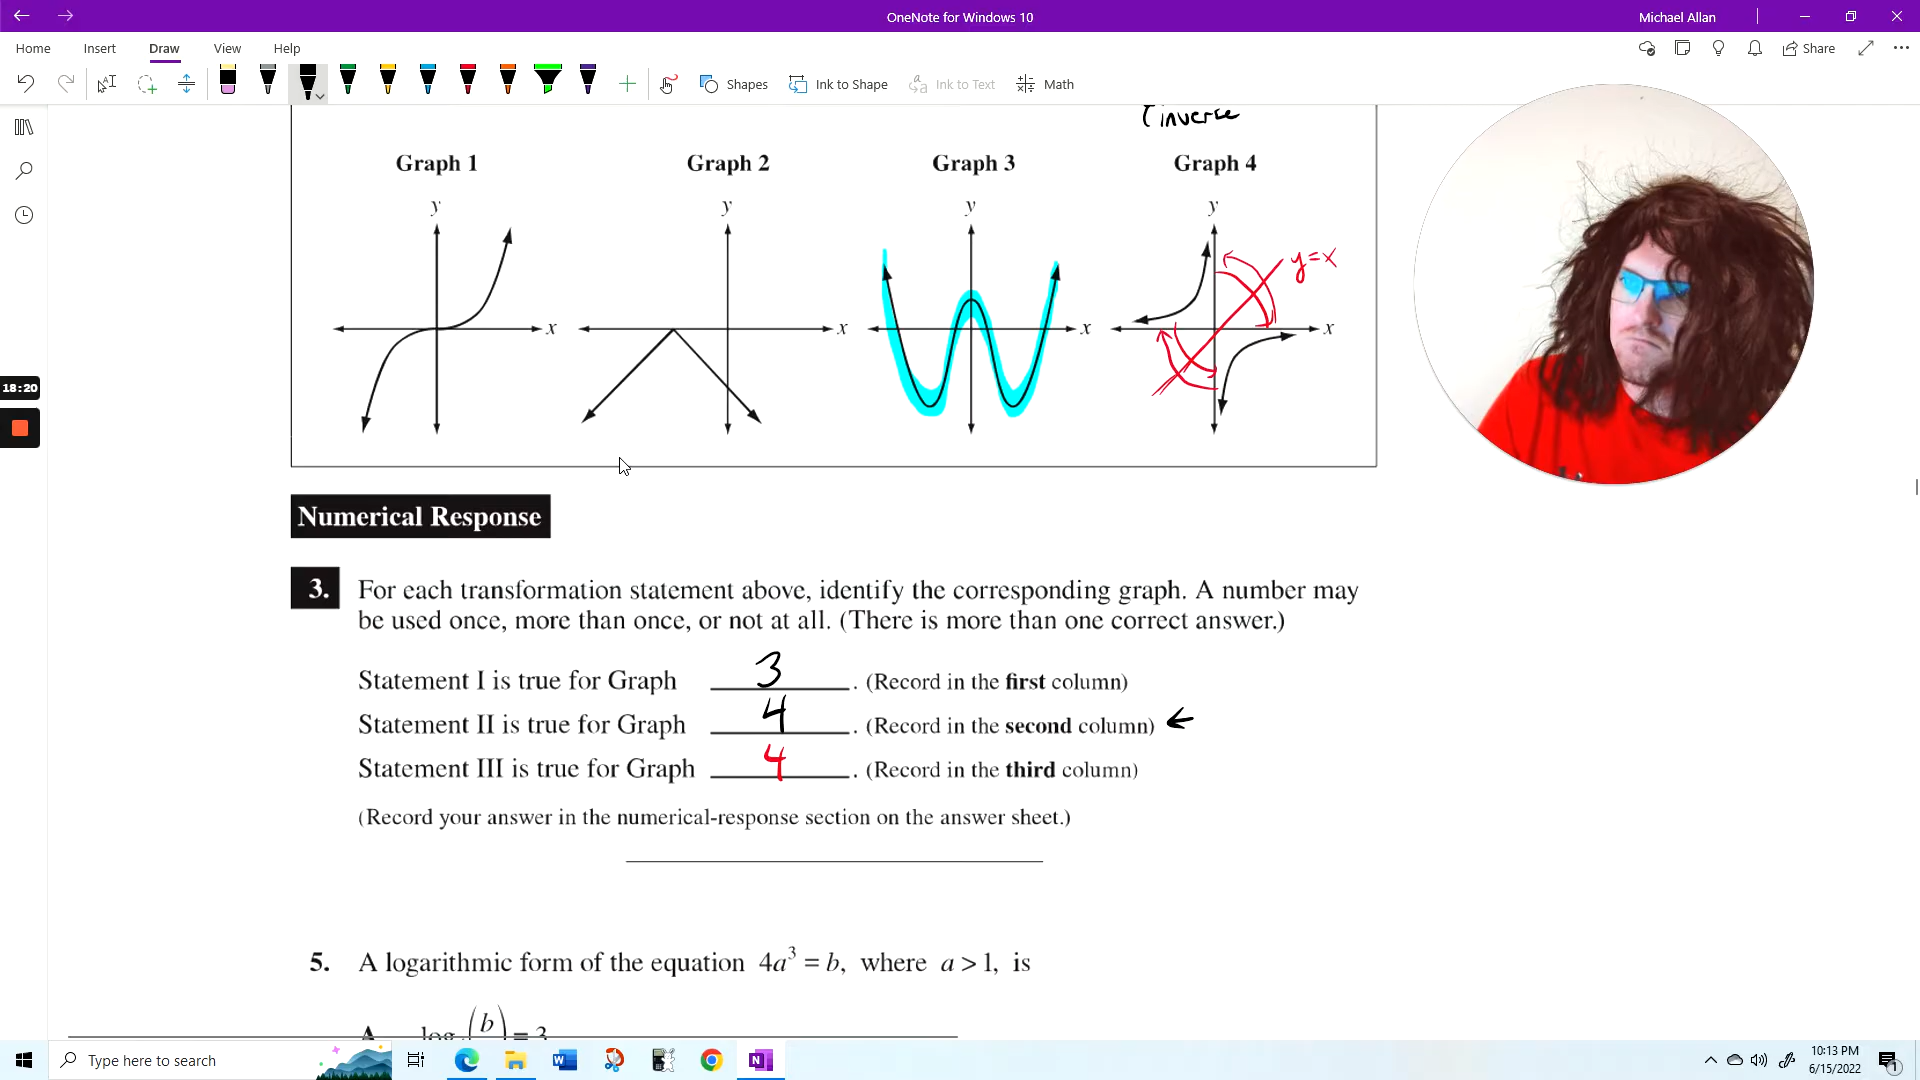 OneNote for Windows 10
Michael Allan
Home Insert Draw View Help
Share
Shapes Ink to Shape Ink to Text Math
(inverse
Graph 1 Graph 2 Graph 3 Graph 4
y y y y
y=x
x x x x
18:20
Numerical Response
3. For each transformation statement above, identify the corresponding graph. A number may
be used once, more than once, or not at all. (There is more than one correct answer.)
Statement I is true for Graph 3. (Record in the first column)
Statement II is true for Graph 4. (Record in the second column) ←
Statement III is true for Graph 4. (Record in the third column)
(Record your answer in the numerical-response section on the answer sheet.)
5. A logarithmic form of the equation 4a³ = b, where a > 1, is
A. log (b) = 3
Type here to search
10:13 PM
6/15/2022
1